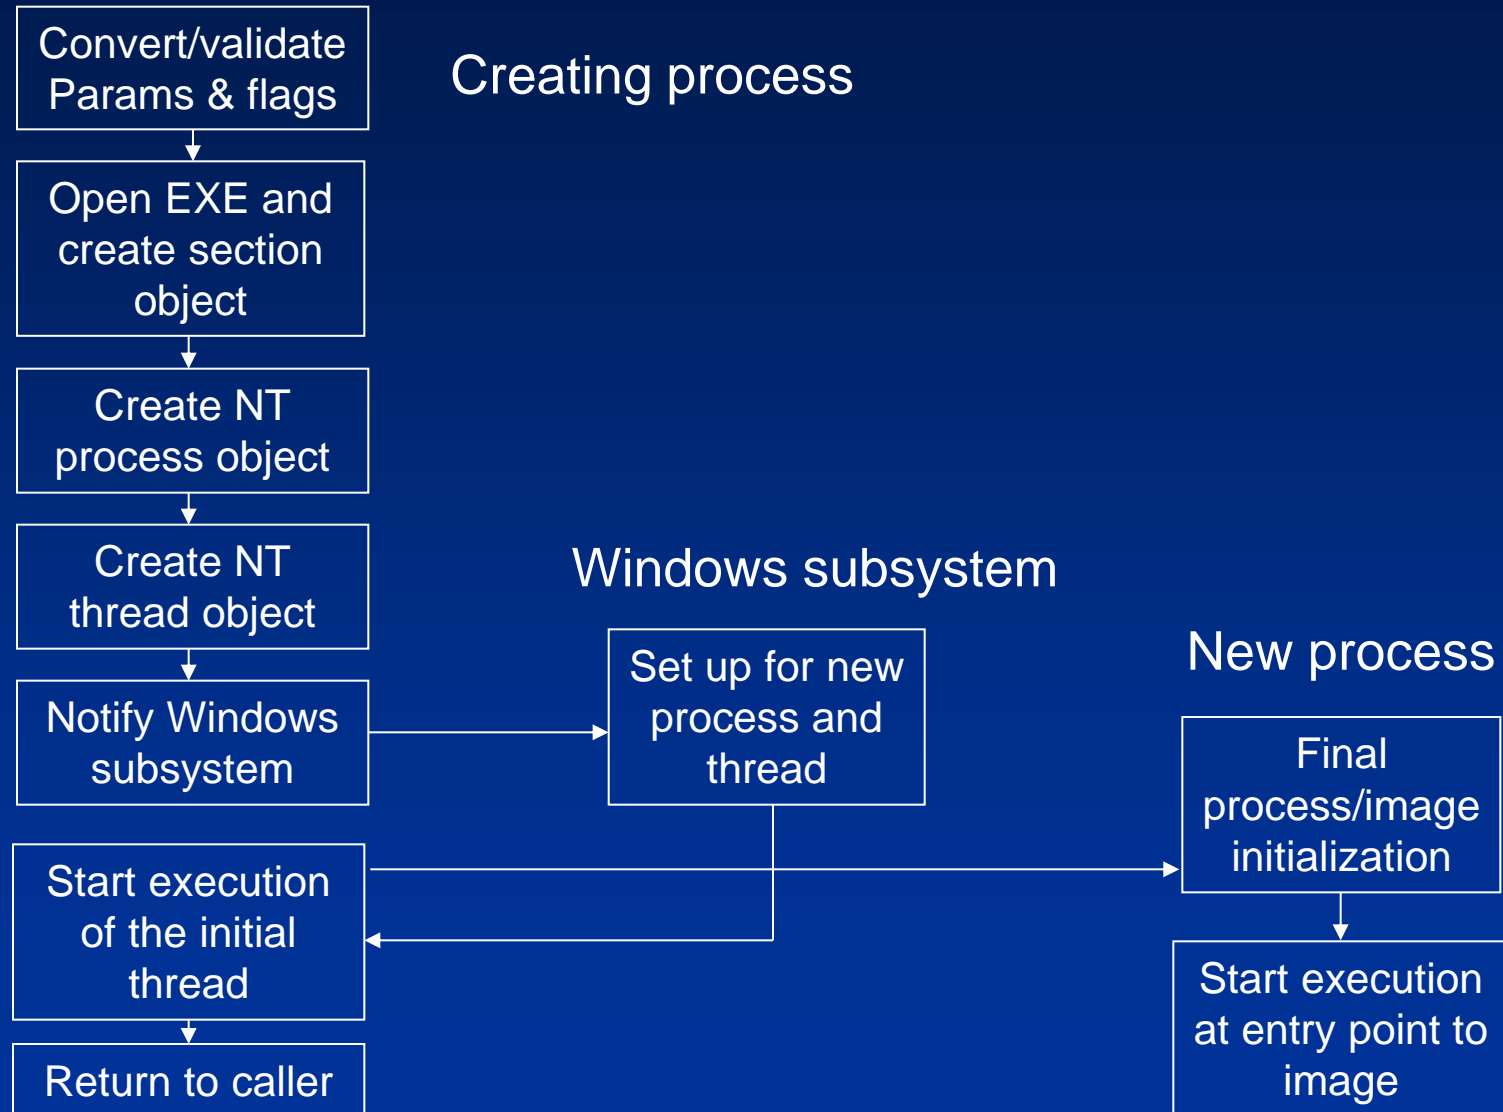 Convert/validate
Params & flags
Creating process
Open EXE and
create section
object
Create NT
process object
Create NT
thread object
Windows subsystem
Notify Windows
subsystem
Set up for new
process and
thread
New process
Final
process/image
initialization
Start execution
of the initial
thread
Start execution
at entry point to
image
Return to caller